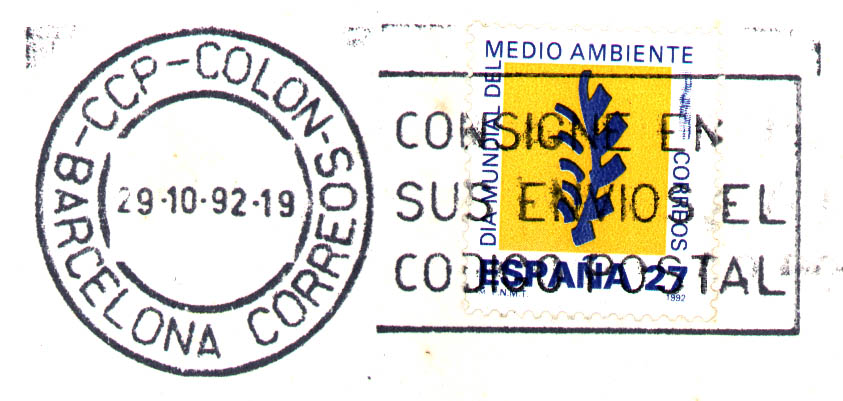 BARCELONA CORREOS
-CCP-COLON-
29·10·92·19
CONSIGNE EN
SUS ENVIOS EL
CODIGO POSTAL
DIA MUNDIAL DEL MEDIO AMBIENTE
CORREOS
ESPAÑA 27
F.N.M.T.
1992